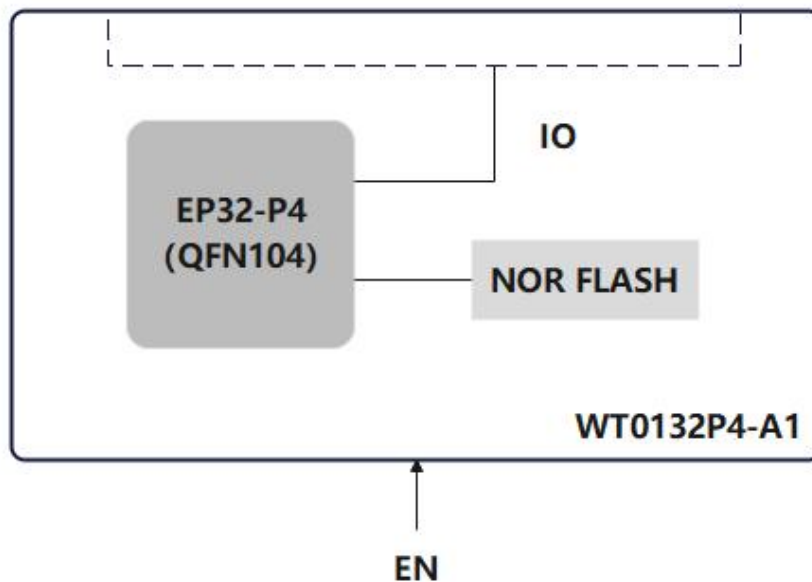 IO
EP32-P4
(QFN104)
NOR FLASH
WT0132P4-A1
EN